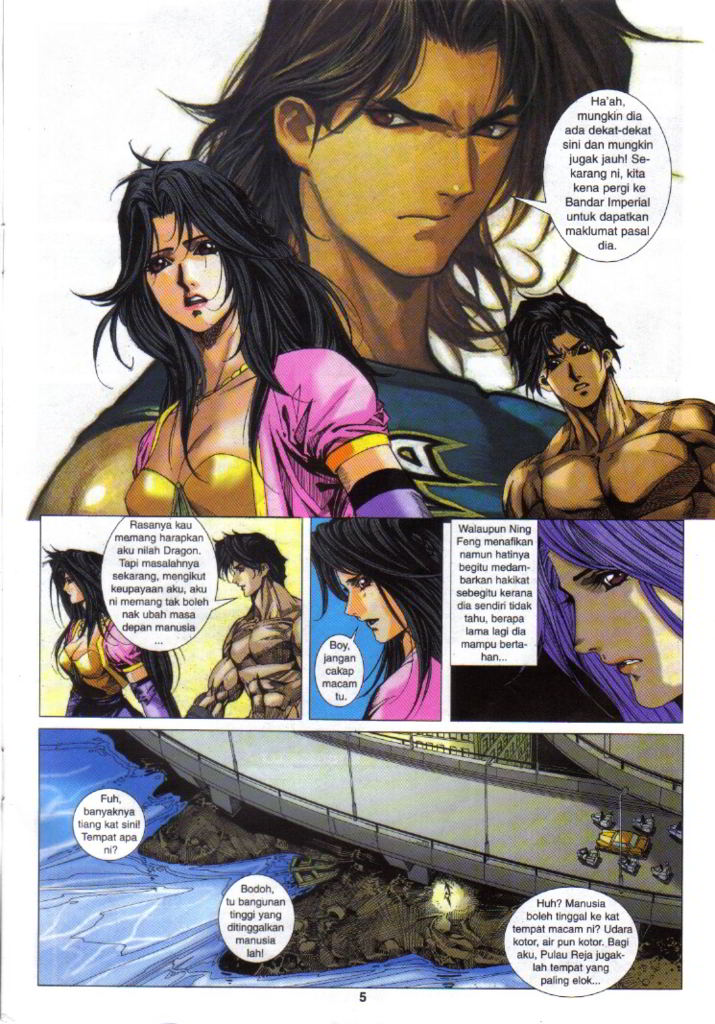 Ha'ah,
mungkin dia
ada dekat-dekat
sini dan mungkin
jugak jauh! Se-
karang ni, kita
kena pergi ke
Bandar Imperial
untuk dapatkan
maklumat pasal
dia.
Rasanya kau
memang harapkan
aku nilah Dragon.
Tapi masalahnya
sekarang, mengikut
keupayaan aku, aku
ni memang tak boleh
nak ubah masa
depan manusia
...
Boy,
jangan
cakap
macam
tu.
Walaupun Ning
Feng menafikan
namun hatinya
begitu medam-
barkan hakikat
sebegitu kerana
dia sendiri tidak
tahu, berapa
lama lagi dia
mampu berta-
han...
Fuh,
banyaknya
tiang kat sini!
Tempat apa
ni?
Bodoh,
tu bangunan
tinggi yang
ditinggalkan
manusia
lah!
Huh? Manusia
boleh tinggal ke kat
tempat macam ni? Udara
kotor, air pun kotor. Bagi
aku, Pulau Reja jugak-
lah tempat yang
paling elok...
5